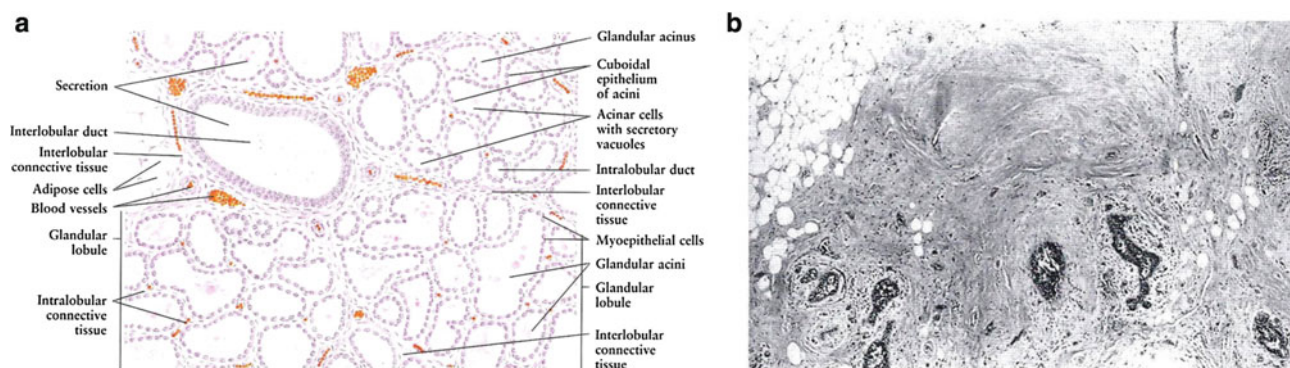 a
Secretion
Interlobular duct
Interlobular
connective tissue
Adipose cells
Blood vessels
Glandular
lobule
Intralobular
connective
tissue
Glandular acinus
Cuboidal
epithelium
of acini
Acinar cells
with secretory
vacuoles
Intralobular duct
Interlobular
connective
tissue
Myoepithelial cells
Glandular acini
Glandular
lobule
Interlobular
connective
tissue
b